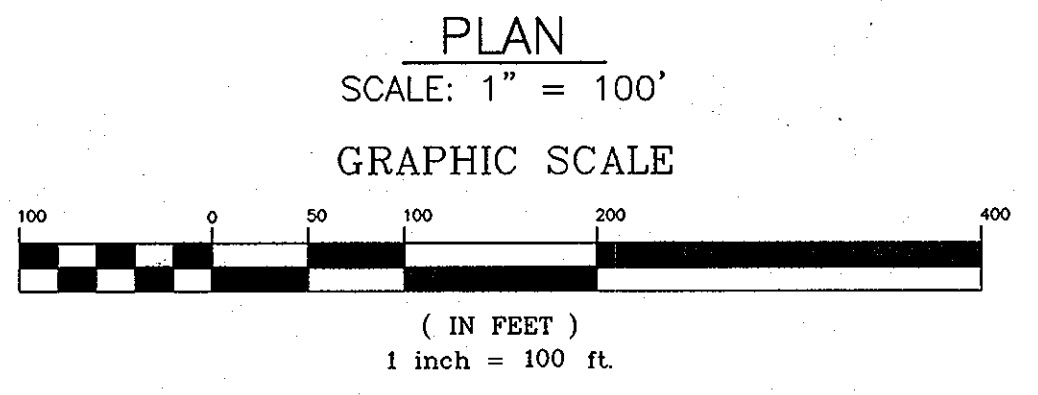 PLAN
SCALE: 1" = 100'
GRAPHIC SCALE
100 0 50 100 200 400
( IN FEET )
1 inch = 100 ft.